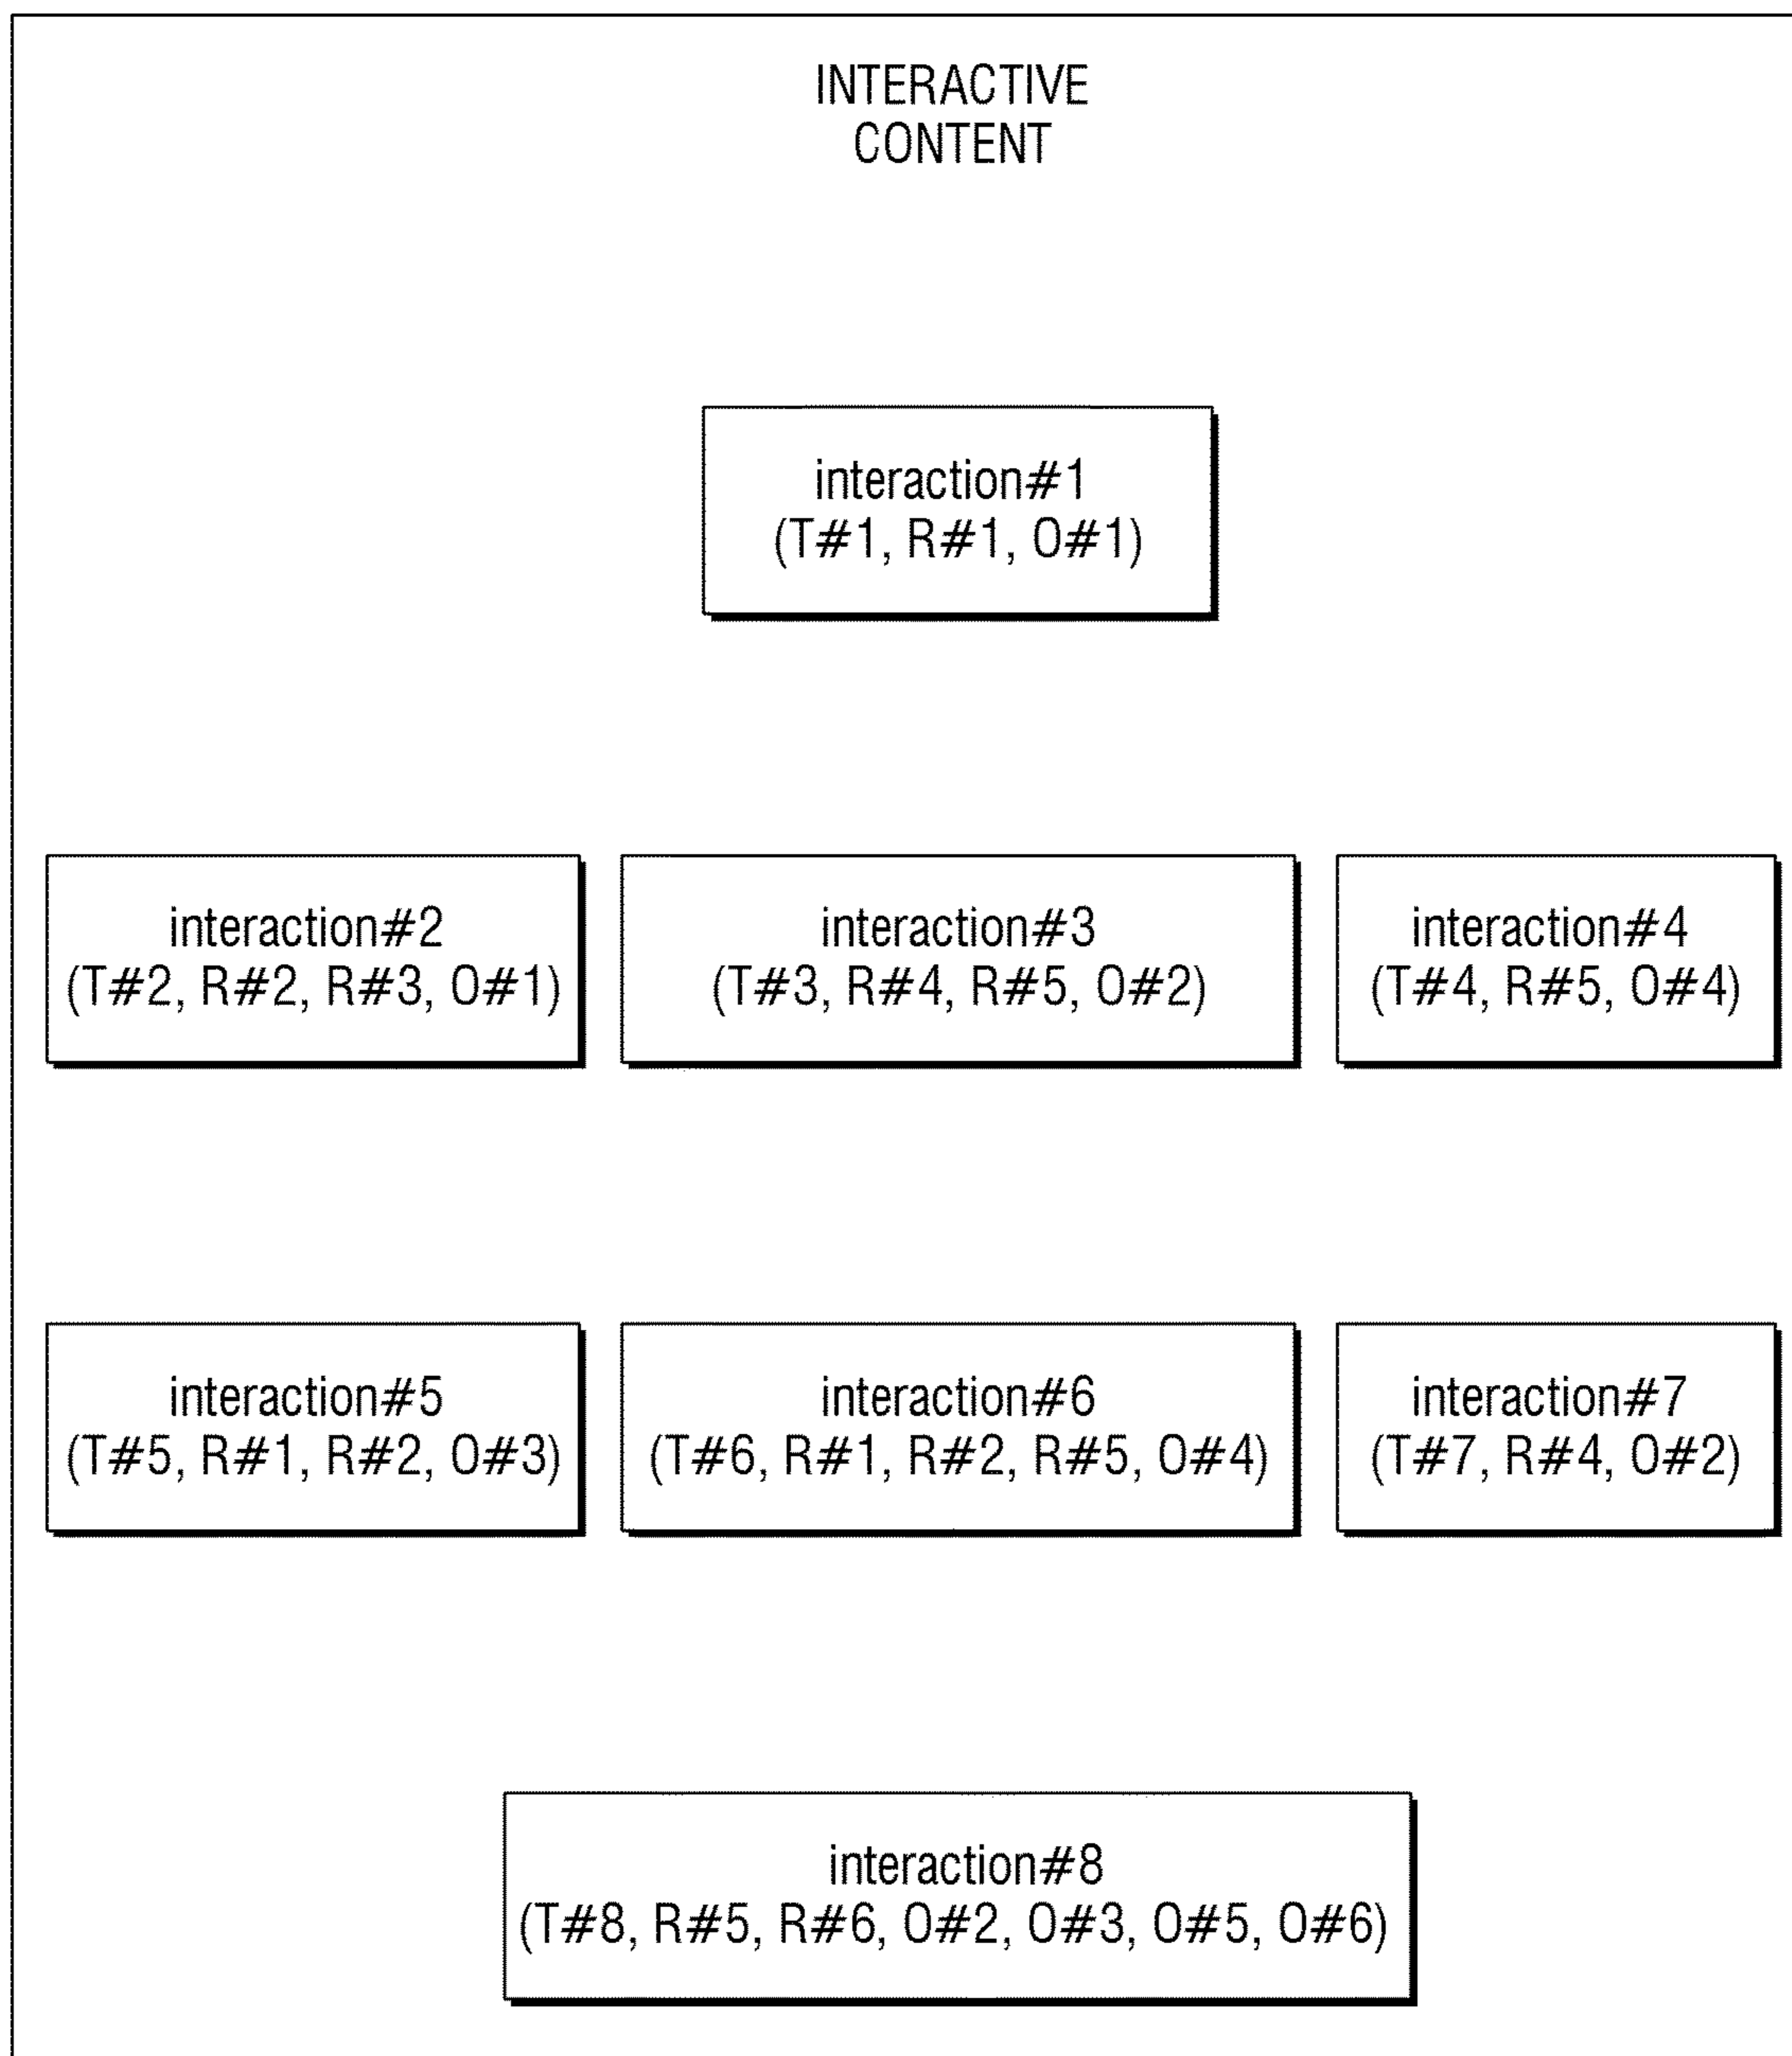 INTERACTIVE
CONTENT
interaction#1
(T#1, R#1, O#1)
interaction#2
(T#2, R#2, R#3, O#1)
interaction#3
(T#3, R#4, R#5, O#2)
interaction#4
(T#4, R#5, O#4)
interaction#5
(T#5, R#1, R#2, O#3)
interaction#6
(T#6, R#1, R#2, R#5, O#4)
interaction#7
(T#7, R#4, O#2)
interaction#8
(T#8, R#5, R#6, O#2, O#3, O#5, O#6)